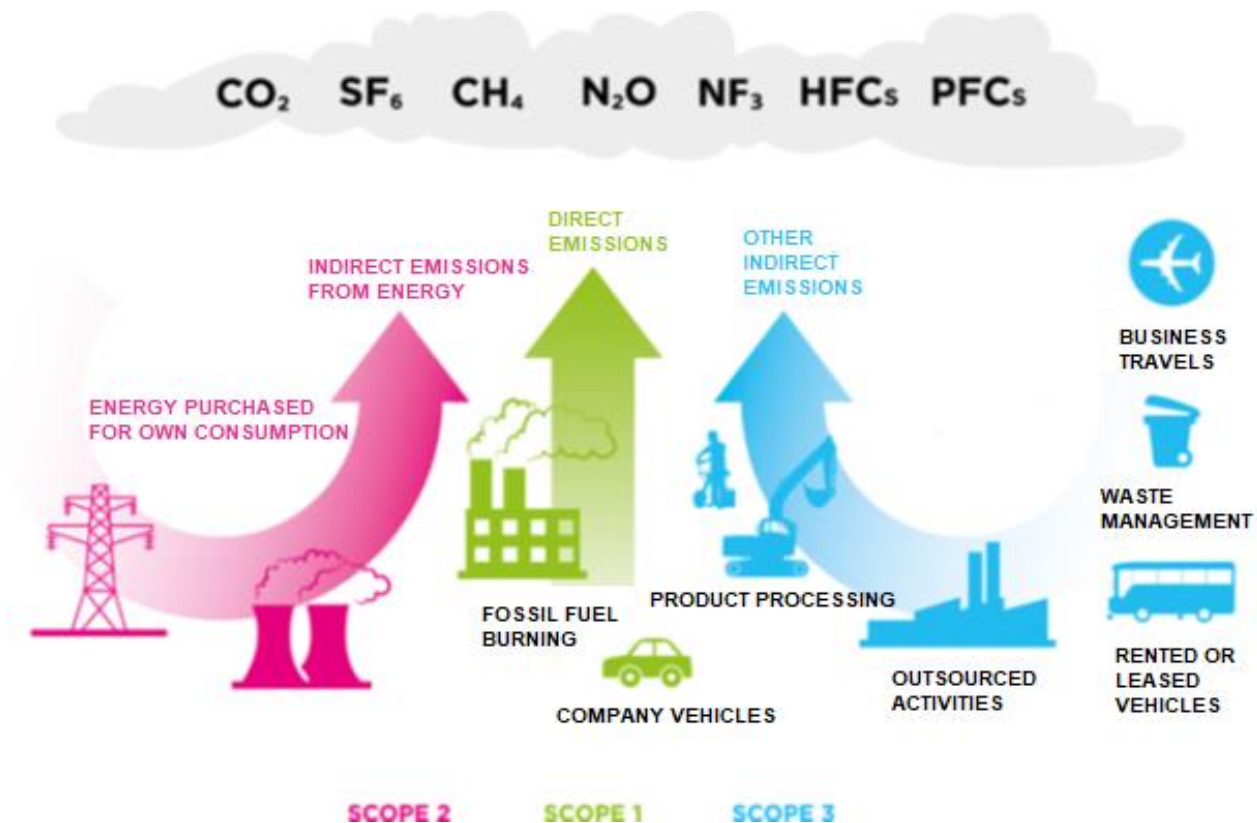 CO₂ SF₆ CH₄ N₂O NF₃ HFCs PFCs
DIRECT
EMISSIONS
INDIRECT EMISSIONS
FROM ENERGY
OTHER
INDIRECT
EMISSIONS
ENERGY PURCHASED
FOR OWN CONSUMPTION
BUSINESS
TRAVELS
WASTE
MANAGEMENT
FOSSIL FUEL
BURNING
PRODUCT PROCESSING
COMPANY VEHICLES
OUTSOURCED
ACTIVITIES
RENTED OR
LEASED
VEHICLES
SCOPE 2 SCOPE 1 SCOPE 3